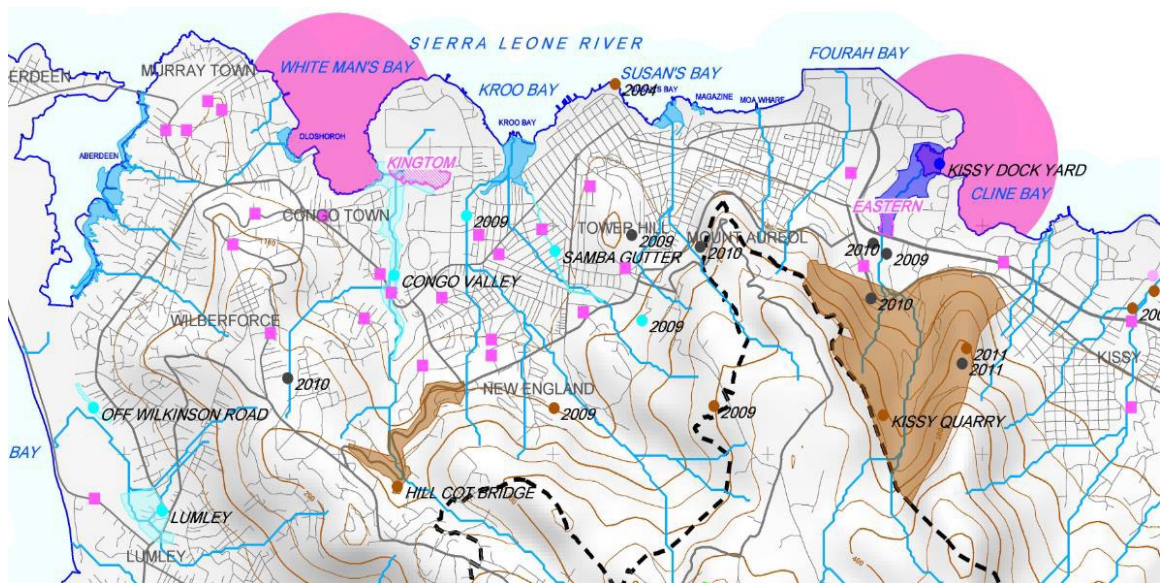 SIERRA LEONE RIVER
FOURAH BAY
MURRAY TOWN
WHITE MAN'S BAY
SUSAN'S BAY
ERDEEN
KROO BAY
2004
MAGAZINE
MOA WHARF
KROO BAY
OLOSHOROH
ABERDEEN
KINGTOM
KISSY DOCK YARD
CLINE BAY
EASTERN
CONGO TOWN
2009
TOWER HILL
2009
MOUNT AUREOL
2010
2010
2009
SAMBA GUTTER
CONGO VALLEY
150
2010
WILBERFORCE
2009
2011
2011
KISSY
2010
NEW ENGLAND
OFF WILKINSON ROAD
2009
2009
KISSY QUARRY
BAY
HILL COT BRIDGE
LUMLEY
LUMLEY